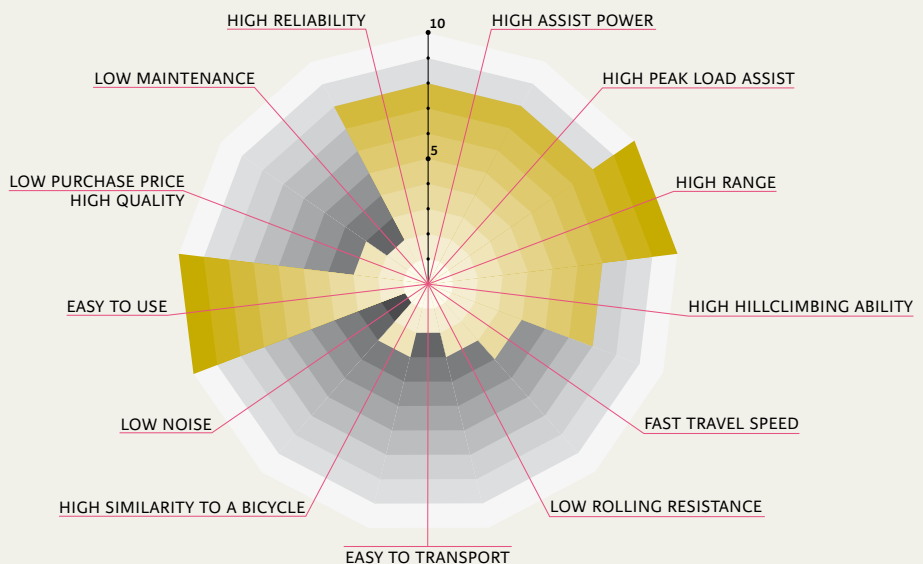 10
HIGH RELIABILITY
HIGH ASSIST POWER
LOW MAINTENANCE
HIGH PEAK LOAD ASSIST
5
LOW PURCHASE PRICE
HIGH QUALITY
HIGH RANGE
EASY TO USE
HIGH HILLCLIMBING ABILITY
LOW NOISE
FAST TRAVEL SPEED
HIGH SIMILARITY TO A BICYCLE
LOW ROLLING RESISTANCE
EASY TO TRANSPORT